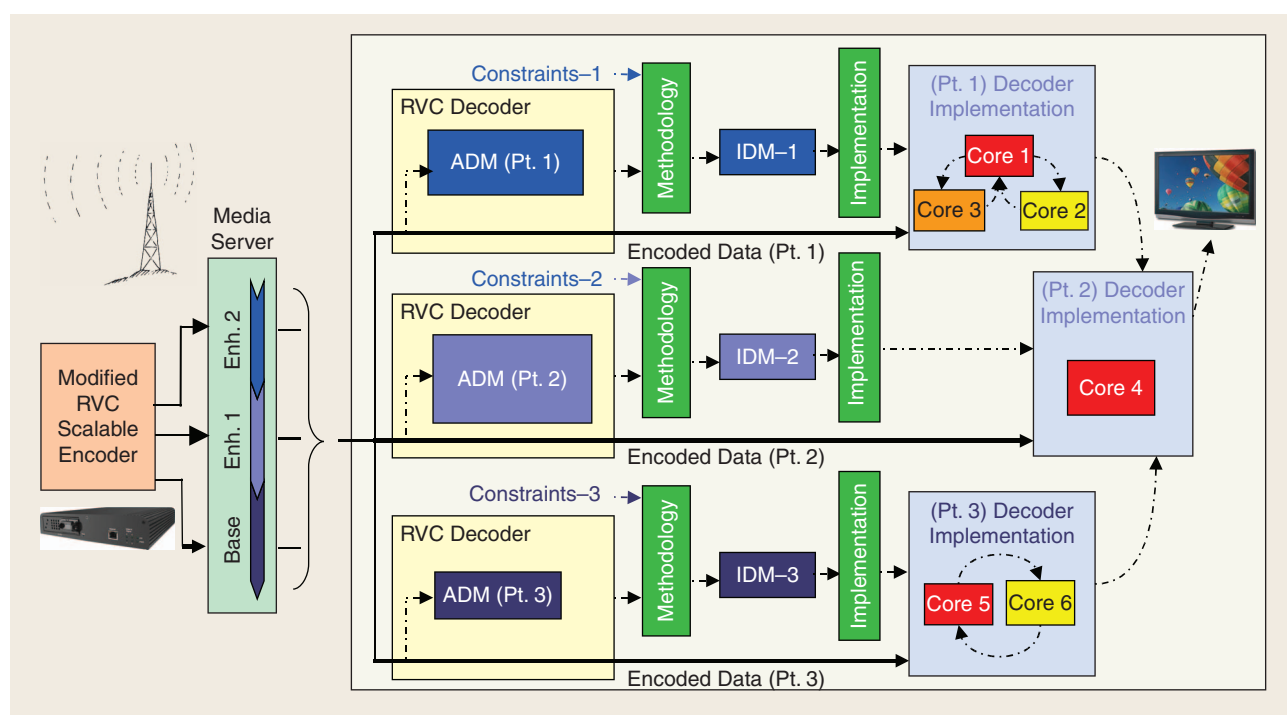 Media
Server
Modified
RVC
Scalable
Encoder
Enh. 2
Enh. 1
Base
Constraints–1
RVC Decoder
ADM (Pt. 1)
Methodology
IDM–1
Implementation
(Pt. 1) Decoder
Implementation
Core 1
Core 3
Core 2
Encoded Data (Pt. 1)
Constraints–2
RVC Decoder
ADM (Pt. 2)
Methodology
IDM–2
Implementation
(Pt. 2) Decoder
Implementation
Core 4
Encoded Data (Pt. 2)
Constraints–3
RVC Decoder
ADM (Pt. 3)
Methodology
IDM–3
Implementation
(Pt. 3) Decoder
Implementation
Core 5
Core 6
Encoded Data (Pt. 3)